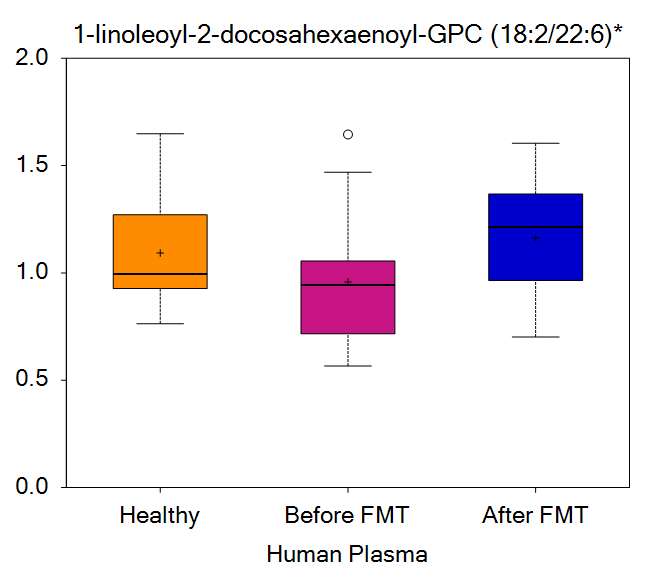 1-linoleoyl-2-docosahexaenoyl-GPC (18:2/22:6)*
2.0
1.5
1.0
0.5
0.0
Healthy Before FMT After FMT
Human Plasma